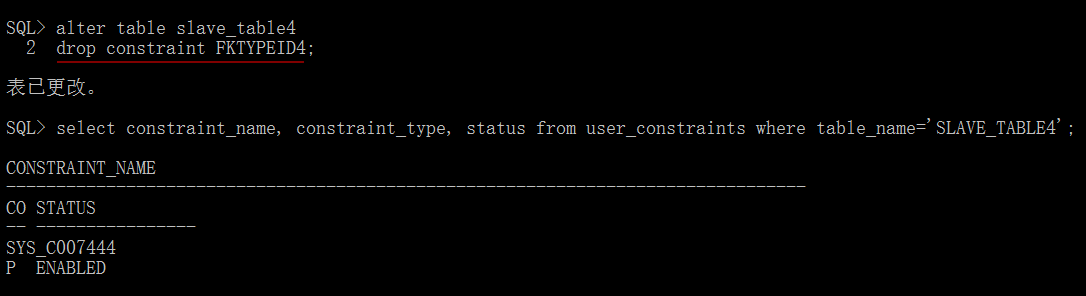 SQL> alter table slave_table4
  2  drop constraint FKTYPEID4;
表已更改。
SQL> select constraint_name, constraint_type, status from user_constraints where table_name='SLAVE_TABLE4';
CONSTRAINT_NAME
--------------------------------------------------------------------------------
CO STATUS
-- ----------------
SYS_C007444
P  ENABLED